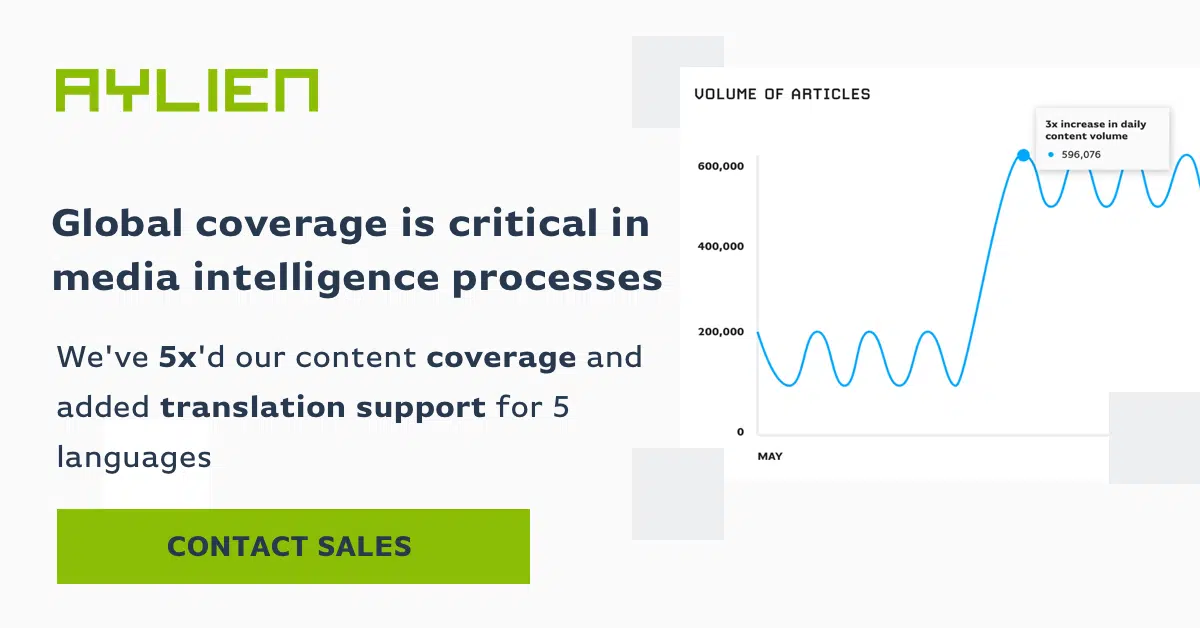 AYLIEN
Global coverage is critical in
media intelligence processes
We've 5x'd our content coverage and
added translation support for 5
languages
CONTACT SALES
VOLUME OF ARTICLES
3x increase in daily
content volume
596,076
600,000
400,000
200,000
0
MAY